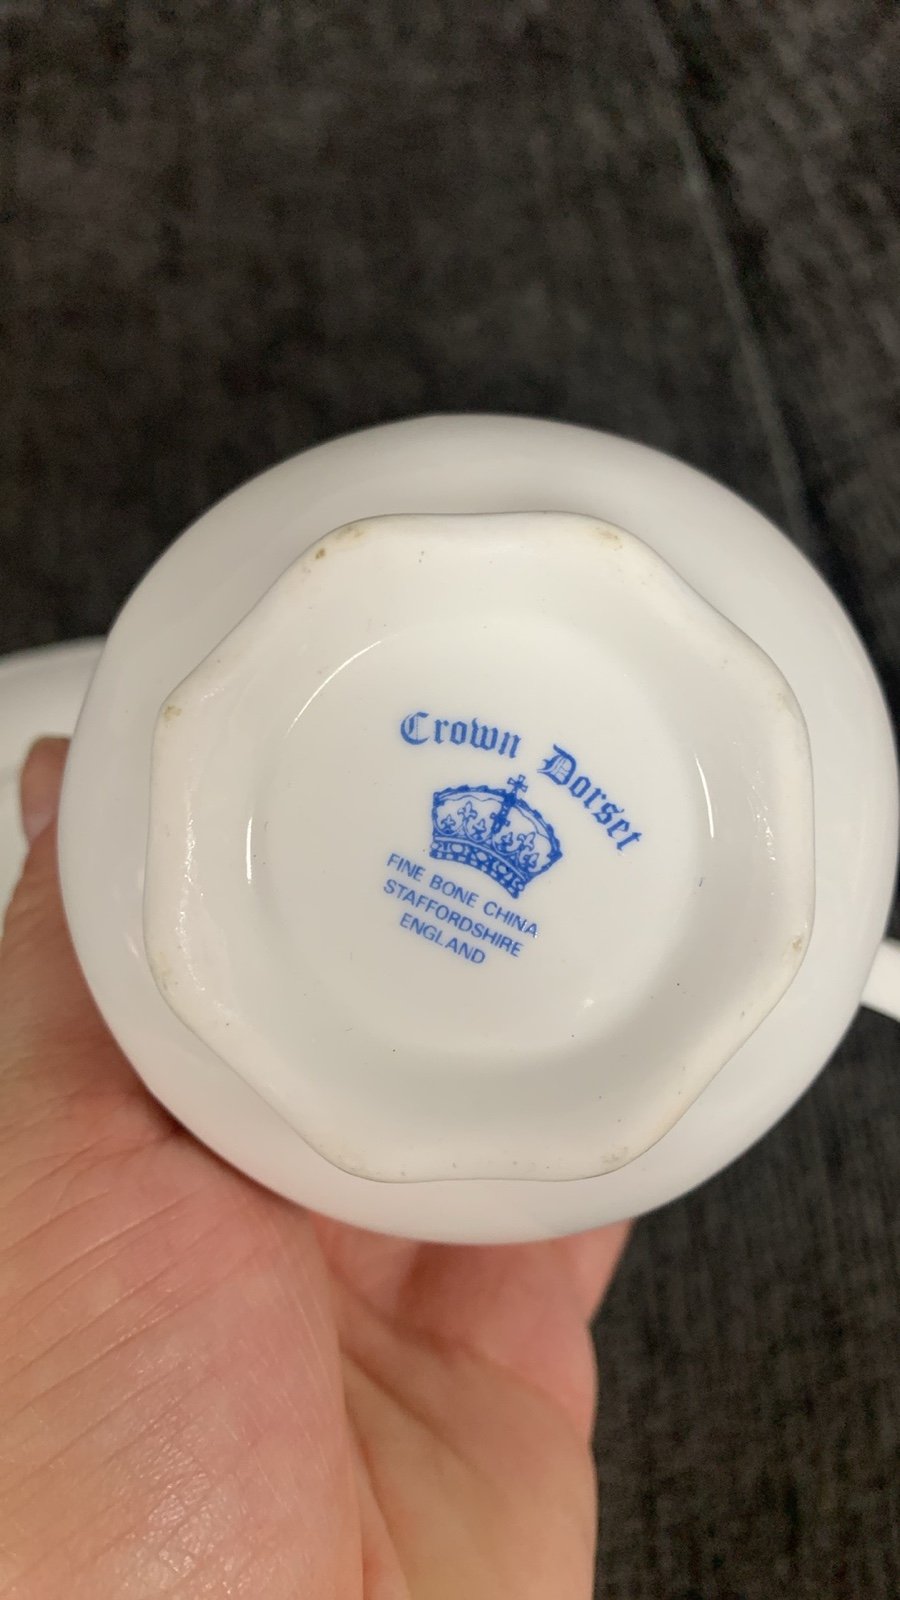 Crown Dorset
FINE BONE CHINA
STAFFORDSHIRE
ENGLAND